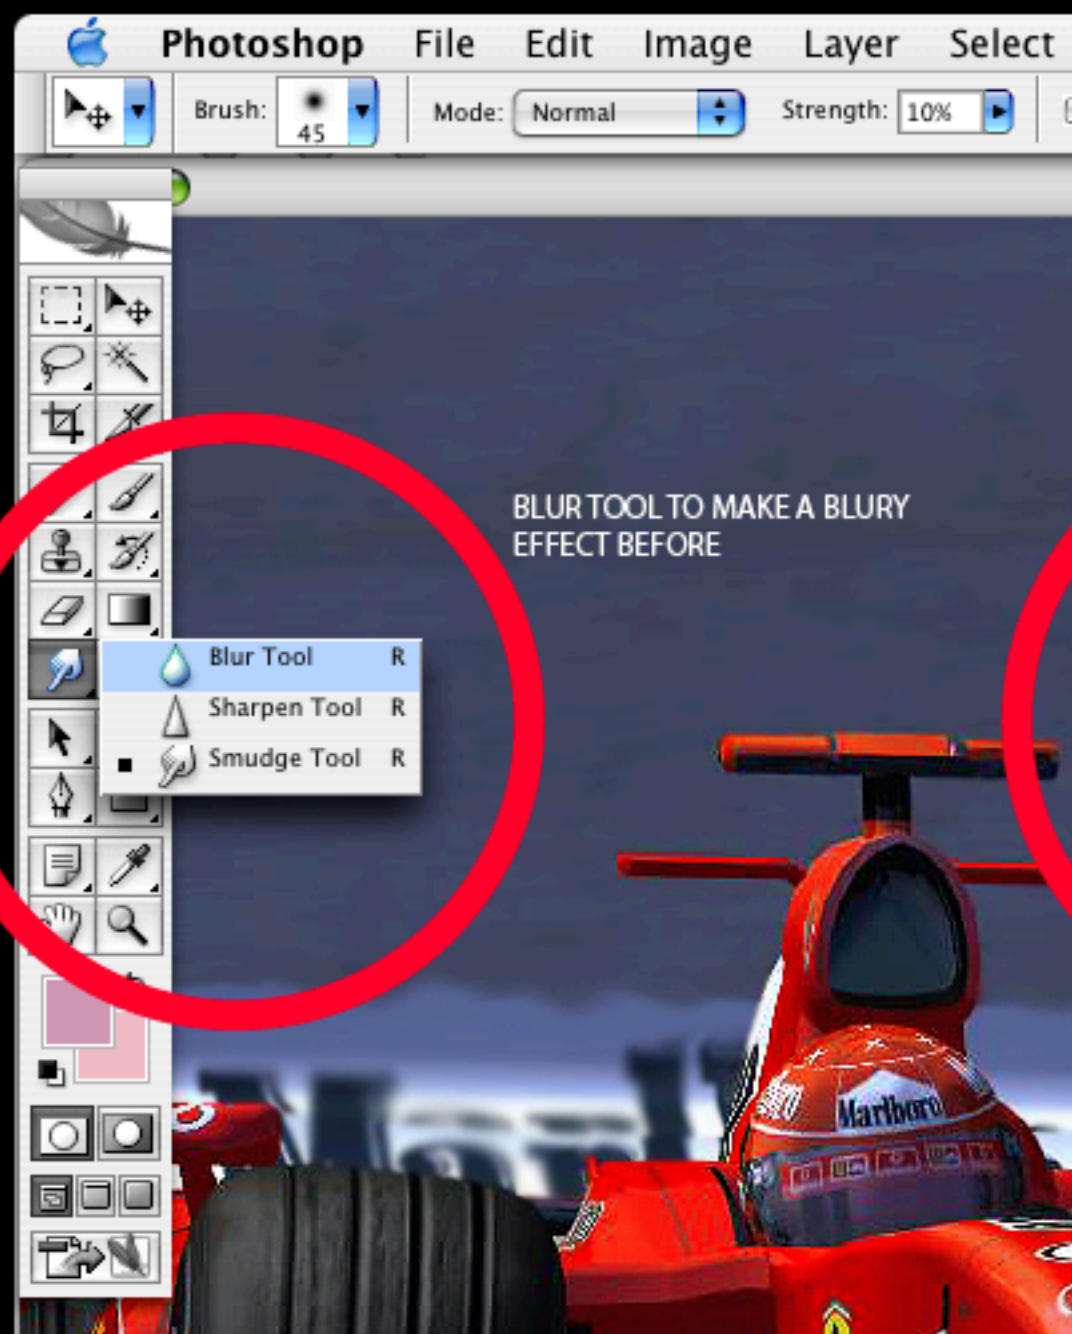 Photoshop File Edit Image Layer Select
Brush: 45 Mode: Normal Strength: 10%
BLUR TOOL TO MAKE A BLURY
EFFECT BEFORE
Blur Tool R
Sharpen Tool R
Smudge Tool R
Marlboro